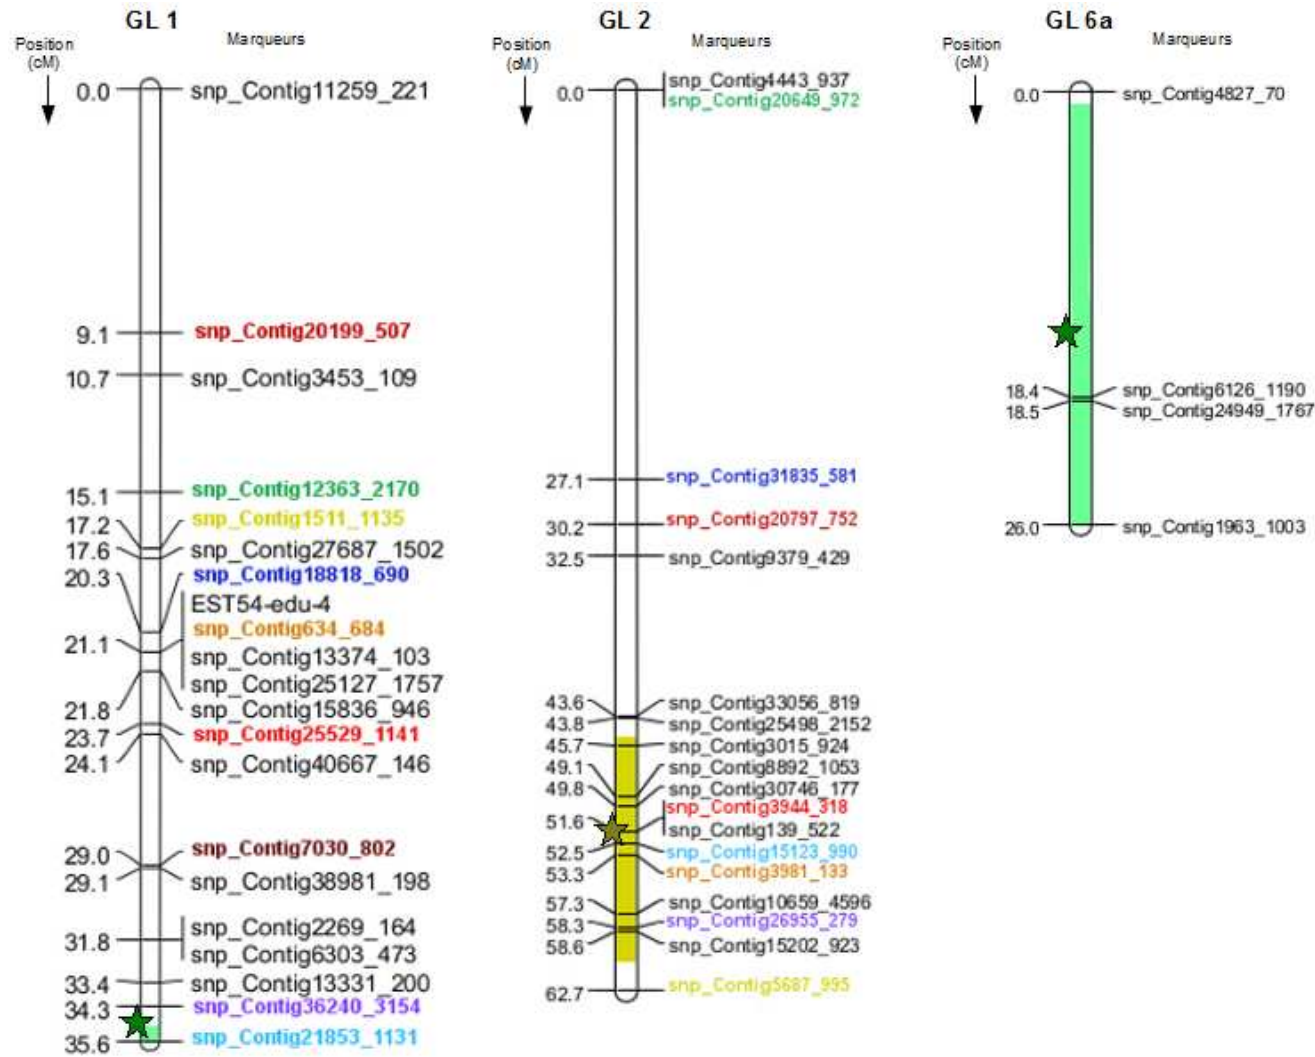 GL 1
Position
(cM)
Marqueurs
0.0 snp_Contig11259_221
9.1 snp_Contig20199_507
10.7 snp_Contig3453_109
15.1 snp_Contig12363_2170
17.2 snp_Contig1511_1135
17.6 snp_Contig27687_1502
20.3 snp_Contig18818_690
EST54-edu-4
snp_Contig634_684
21.1 snp_Contig13374_103
snp_Contig25127_1757
21.8 snp_Contig15836_946
23.7 snp_Contig25529_1141
24.1 snp_Contig40667_146
29.0 snp_Contig7030_802
29.1 snp_Contig38981_198
snp_Contig2269_164
31.8
snp_Contig6303_473
33.4 snp_Contig13331_200
34.3 snp_Contig36240_3154
35.6 snp_Contig21853_1131
GL 2
Position
(cM)
Marqueurs
snp_Contig4443_937
0.0
snp_Contig20649_972
27.1 snp_Contig31835_581
30.2 snp_Contig20797_752
32.5 snp_Contig9379_429
43.6 snp_Contig33056_819
43.8 snp_Contig25498_2152
45.7 snp_Contig3015_924
49.1 snp_Contig8892_1053
49.8 snp_Contig30746_177
snp_Contig3944_318
51.6
snp_Contig139_522
52.5 snp_Contig15123_990
53.3 snp_Contig3981_133
57.3 snp_Contig10659_4596
58.3 snp_Contig26955_279
58.6 snp_Contig15202_923
62.7 snp_Contig5687_995
GL 6a
Position
(cM)
Marqueurs
0.0 snp_Contig4827_70
18.4 snp_Contig6126_1190
18.5 snp_Contig24949_1767
26.0 snp_Contig1963_1003